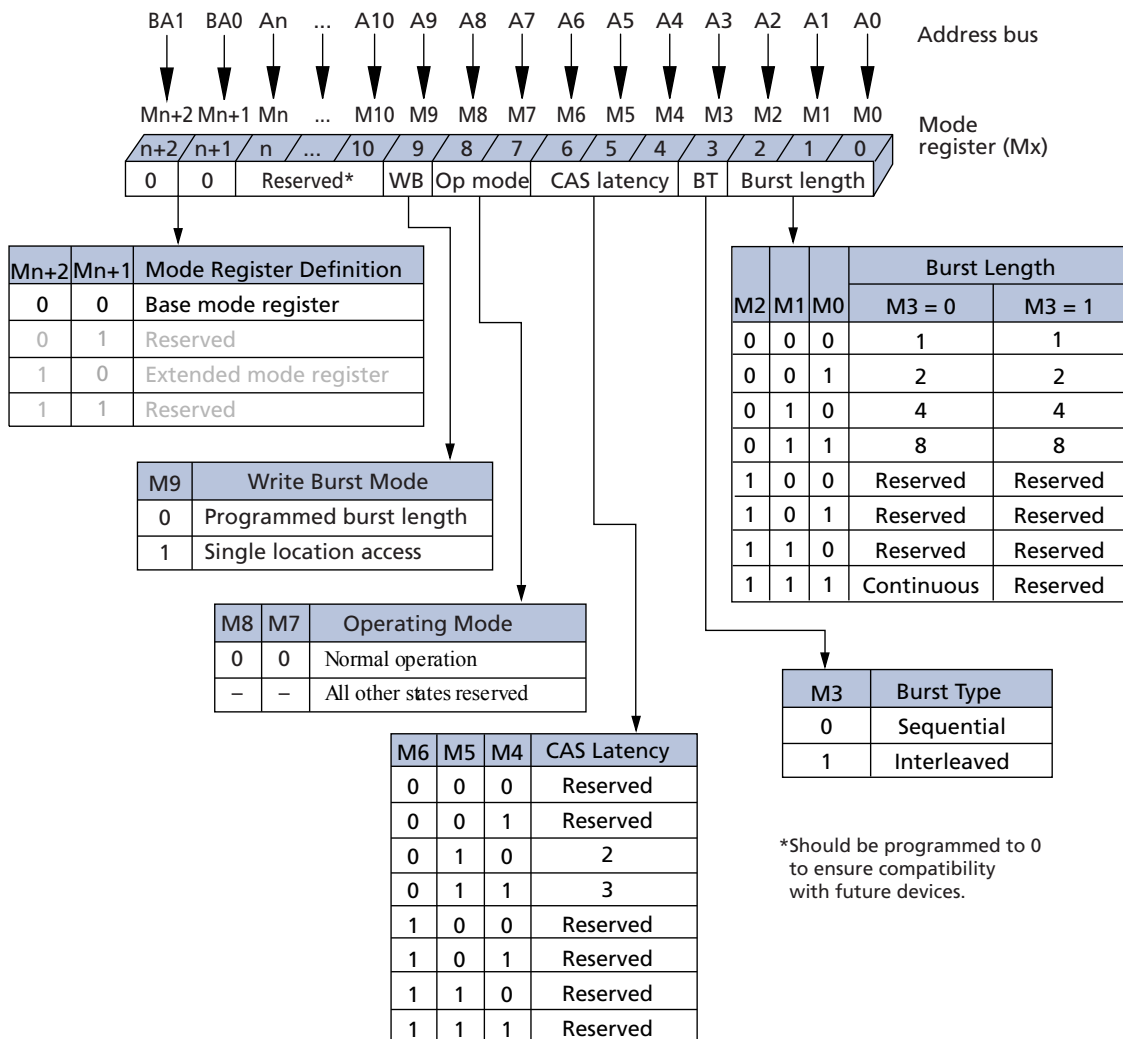 BA1 BA0 An ... A10 A9 A8 A7 A6 A5 A4 A3 A2 A1 A0
Address bus
Mn+2 Mn+1 Mn ... M10 M9 M8 M7 M6 M5 M4 M3 M2 M1 M0
Mode
register (Mx)
n+2 n+1 n ... 10 9 8 7 6 5 4 3 2 1 0
0 0 Reserved* WB Op mode CAS latency BT Burst length
Mn+2 Mn+1 Mode Register Definition
0 0 Base mode register
0 1 Reserved
1 0 Extended mode register
1 1 Reserved
Burst Length
M2 M1 M0 M3 = 0 M3 = 1
0 0 0 1 1
0 0 1 2 2
0 1 0 4 4
0 1 1 8 8
1 0 0 Reserved Reserved
1 0 1 Reserved Reserved
1 1 0 Reserved Reserved
1 1 1 Continuous Reserved
M9 Write Burst Mode
0 Programmed burst length
1 Single location access
M8 M7 Operating Mode
0 0 Normal operation
– – All other states reserved
M3 Burst Type
0 Sequential
1 Interleaved
M6 M5 M4 CAS Latency
0 0 0 Reserved
0 0 1 Reserved
0 1 0 2
0 1 1 3
1 0 0 Reserved
1 0 1 Reserved
1 1 0 Reserved
1 1 1 Reserved
*Should be programmed to 0
to ensure compatibility
with future devices.